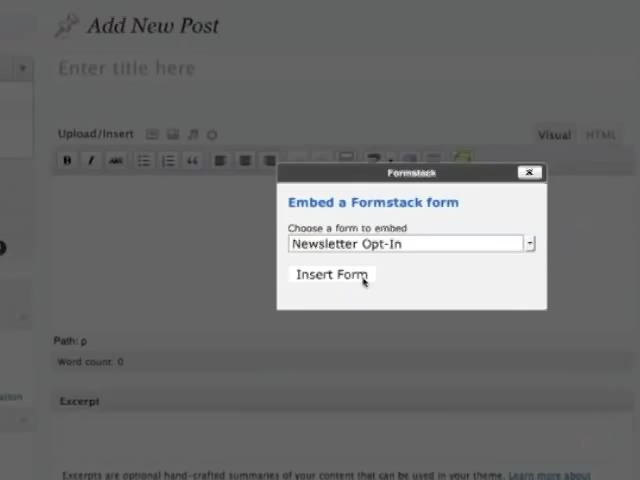 Add New Post
Enter title here
Upload/Insert
Visual HTML
B I ABC
Formstack
Embed a Formstack form
Choose a form to embed
Newsletter Opt-In
Insert Form
Path: p
Word count: 0
ation
Excerpt
Excerpts are optional hand-crafted summaries of your content that can be used in your theme. Learn more about